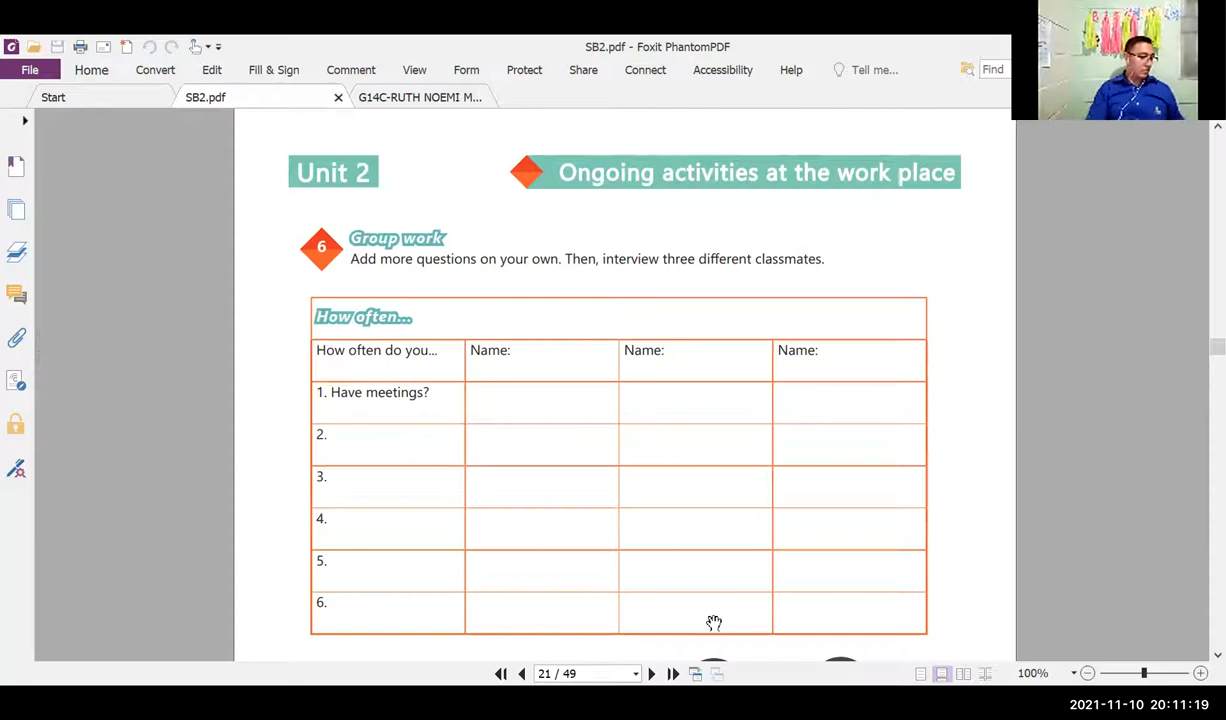 SB2.pdf - Foxit PhantomPDF
File Home Convert Edit Fill & Sign Comment View Form Protect Share Connect Accessibility Help Tell me... Find
Start SB2.pdf G14C-RUTH NOEMI M...
Unit 2 Ongoing activities at the work place
6 Group work
Add more questions on your own. Then, interview three different classmates.
How often...
How often do you... Name: Name: Name:
1. Have meetings?
2.
3.
4.
5.
6.
21 / 49 100%
2021-11-10 20:11:19